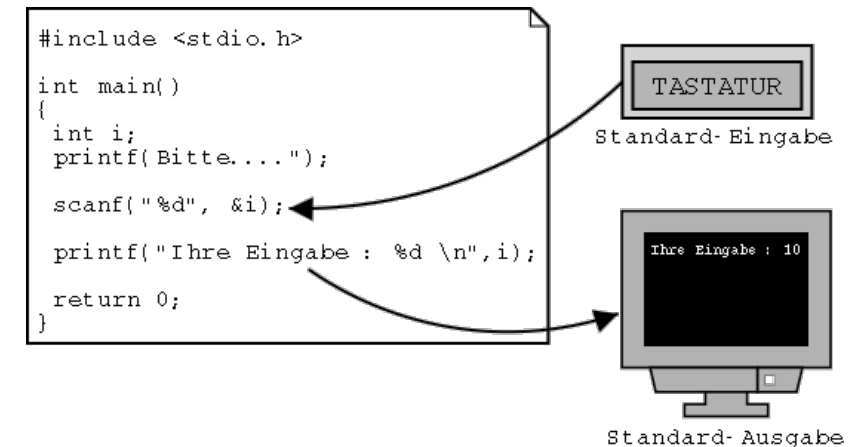 #include <stdio.h>
int main()
{
int i;
printf(Bitte....");
scanf("%d", &i);
printf("Ihre Eingabe : %d \n",i);
return 0;
}
TASTATUR
Standard-Eingabe
Ihre Eingabe : 10
Standard-Ausgabe